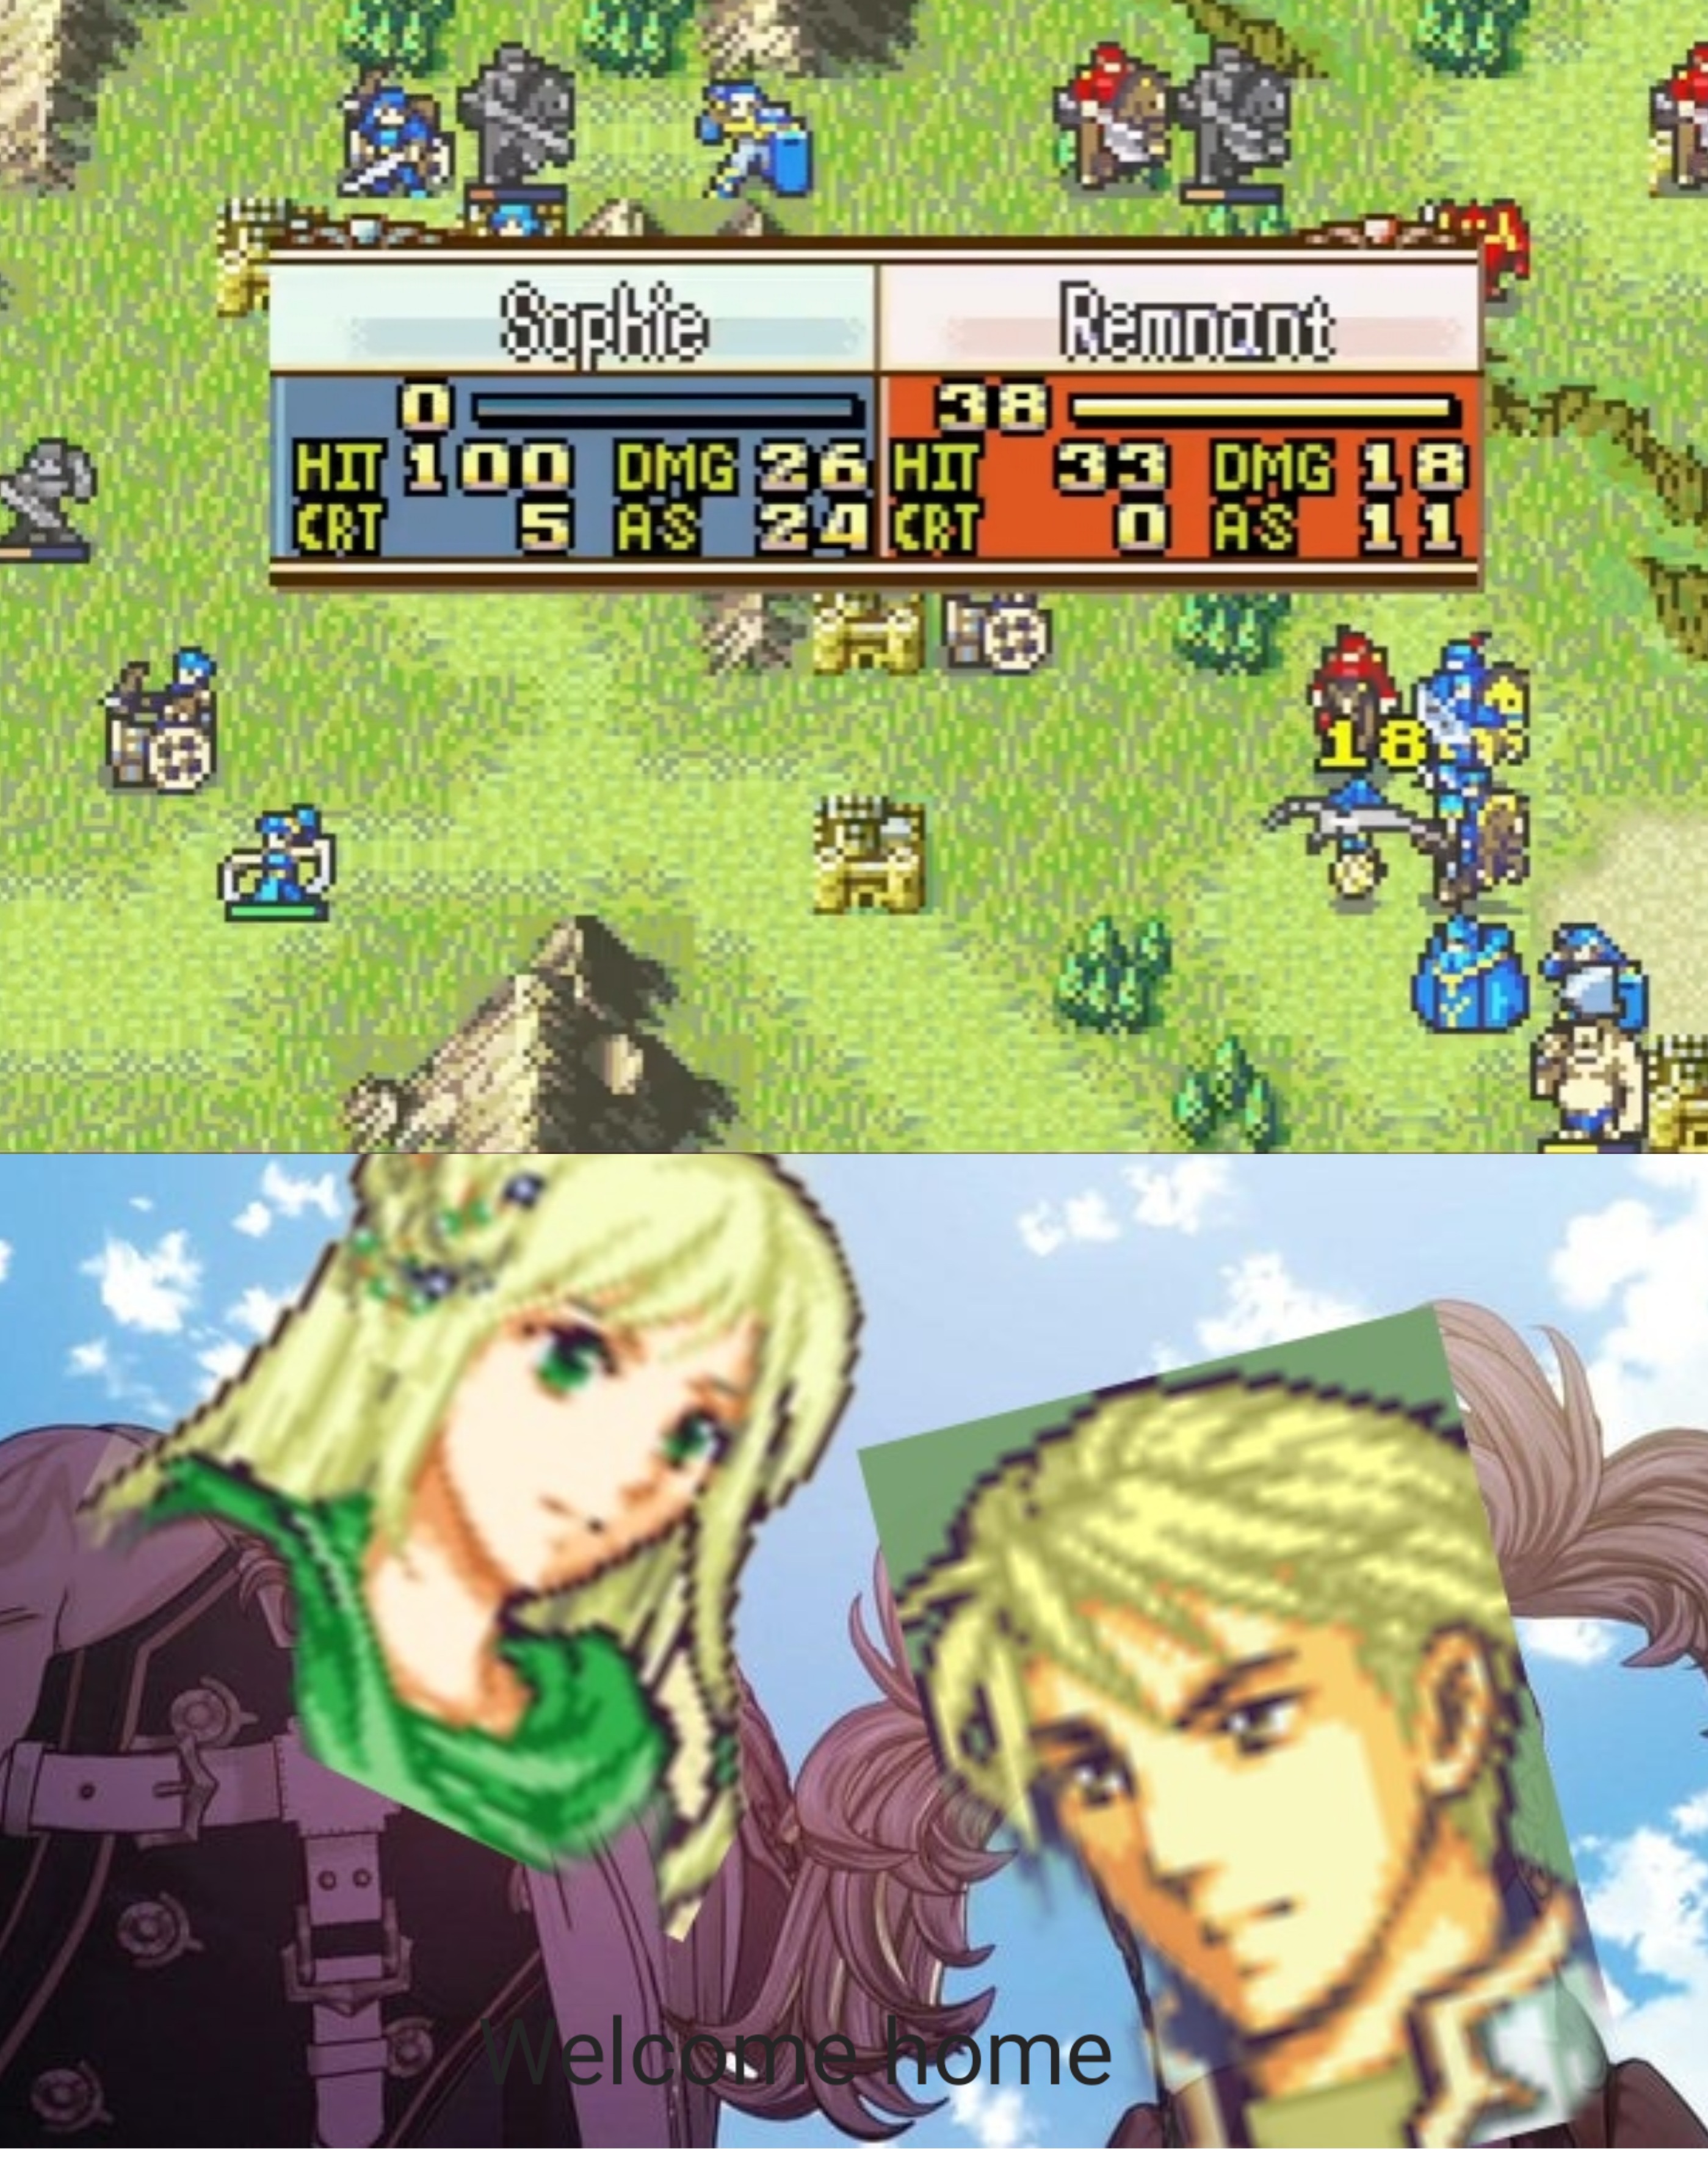 Sophie Remnant
0 38
HIT 100 DMG 26 HIT 33 DMG 18
CRT 5 AS 24 CRT 0 AS 11
18
Welcome home